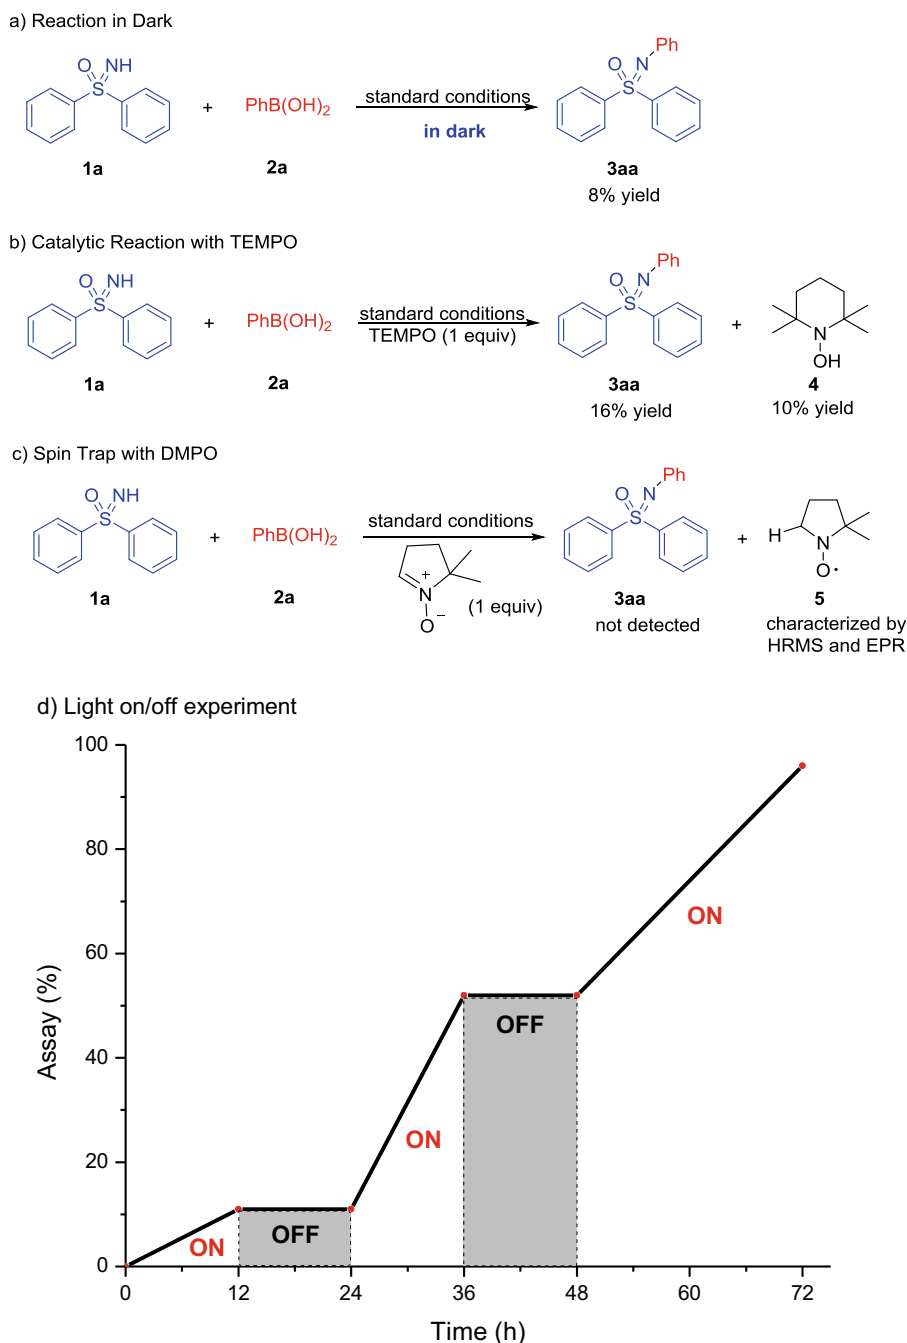 a) Reaction in Dark
O NH
S
+ PhB(OH)2 standard conditions
in dark
O N Ph
S
1a 2a 3aa
8% yield
b) Catalytic Reaction with TEMPO
O NH
S
+ PhB(OH)2 standard conditions
TEMPO (1 equiv)
O N Ph
S
+
N
OH
1a 2a 3aa 4
16% yield 10% yield
c) Spin Trap with DMPO
O NH
S
+ PhB(OH)2 standard conditions
N+
O−
(1 equiv)
O N Ph
S
+
H
N
O·
1a 2a 3aa 5
not detected characterized by
HRMS and EPR
d) Light on/off experiment
100
80
60
40
20
0
Assay (%)
ON
OFF
ON
OFF
ON
0 12 24 36 48 60 72
Time (h)